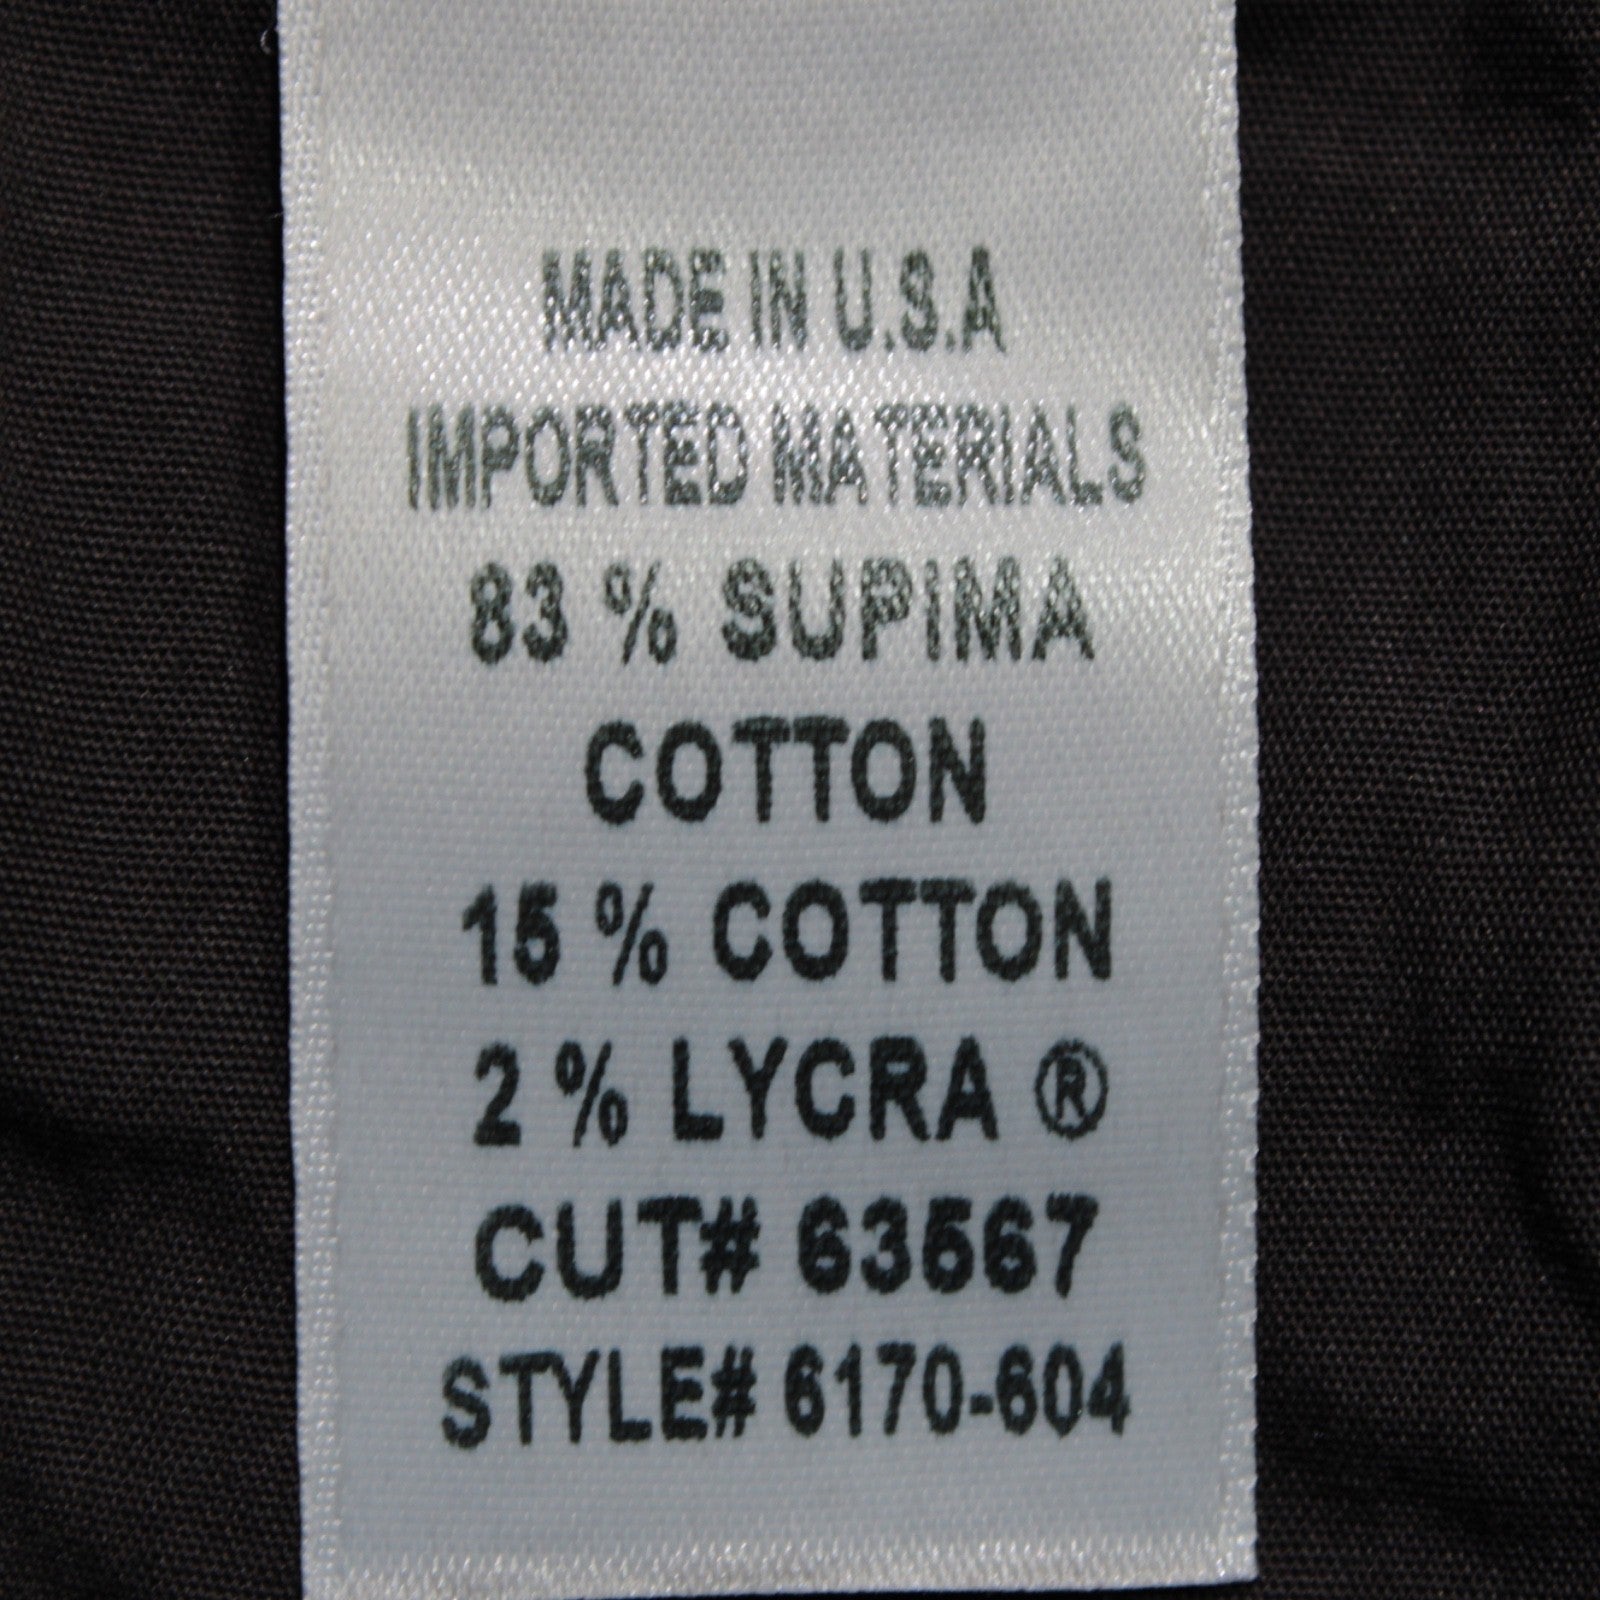 MADE IN U.S.A
IMPORTED MATERIALS
83 % SUPIMA
COTTON
15 % COTTON
2 % LYCRA ®
CUT# 63567
STYLE# 6170-604